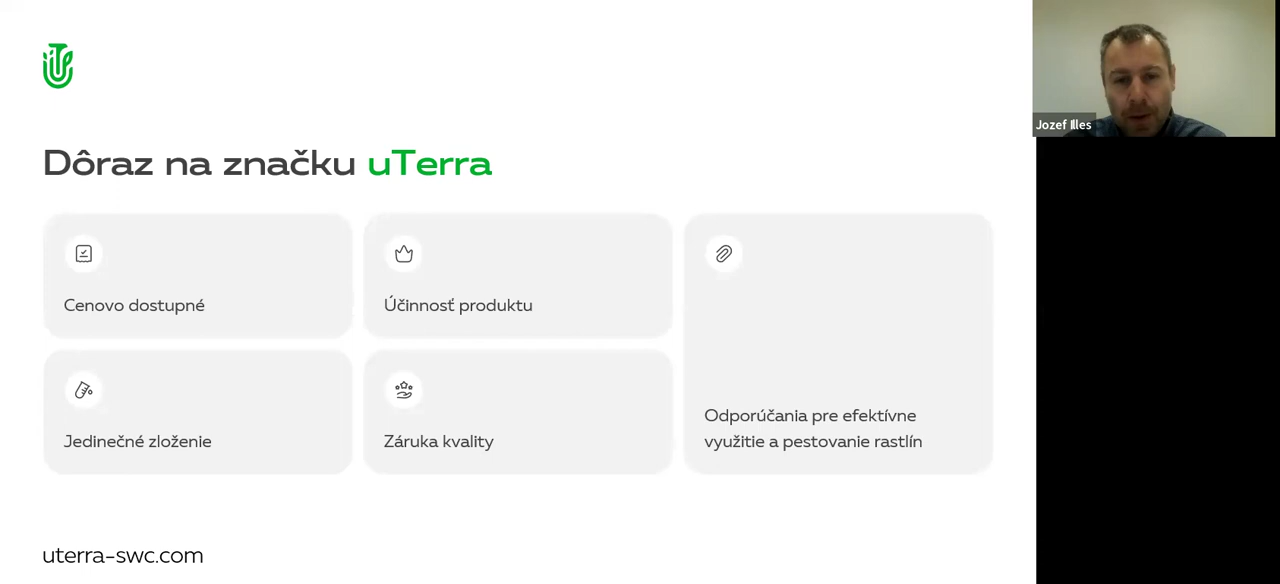 Dôraz na značku uTerra
Cenovo dostupné
Účinnosť produktu
Jedinečné zloženie
Záruka kvality
Odporúčania pre efektívne
využitie a pestovanie rastlín
uterra-swc.com
Jozef Illes